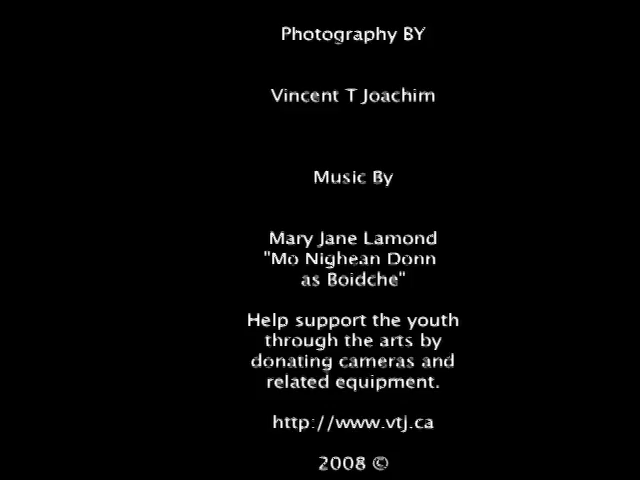 Photography BY
Vincent T Joachim
Music By
Mary Jane Lamond
"Mo Nighean Donn
as Boidche"
Help support the youth
through the arts by
donating cameras and
related equipment.
http://www.vtj.ca
2008 ©